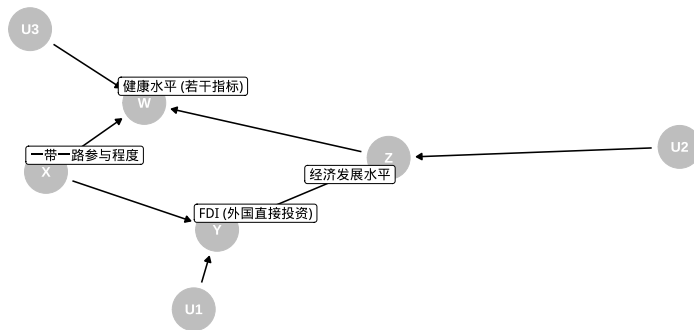 U3
健康水平 (若干指标)
W
一带一路参与程度
X
Z
U2
经济发展水平
FDI (外国直接投资)
Y
U1